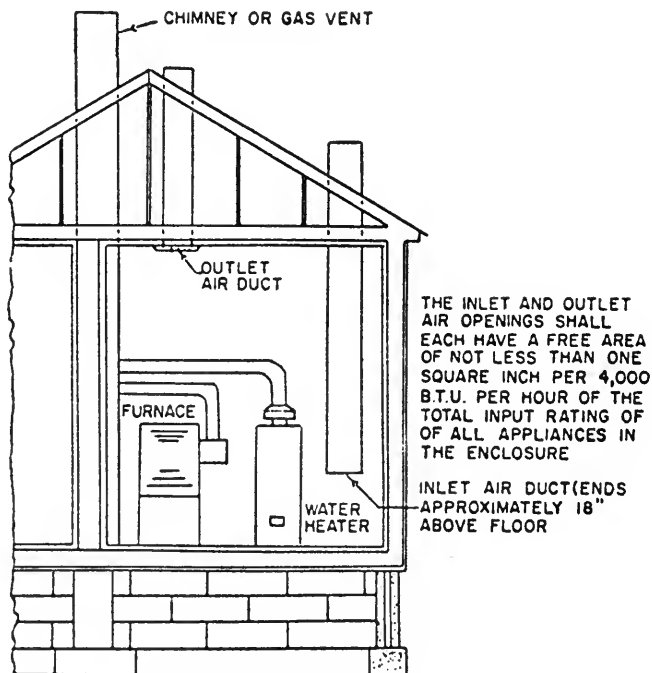 CHIMNEY OR GAS VENT
OUTLET
AIR DUCT
THE INLET AND OUTLET
AIR OPENINGS SHALL
EACH HAVE A FREE AREA
OF NOT LESS THAN ONE
SQUARE INCH PER 4,000
B.T.U. PER HOUR OF THE
TOTAL INPUT RATING OF
OF ALL APPLIANCES IN
THE ENCLOSURE
FURNACE
WATER
HEATER
INLET AIR DUCT(ENDS
APPROXIMATELY 18"
ABOVE FLOOR